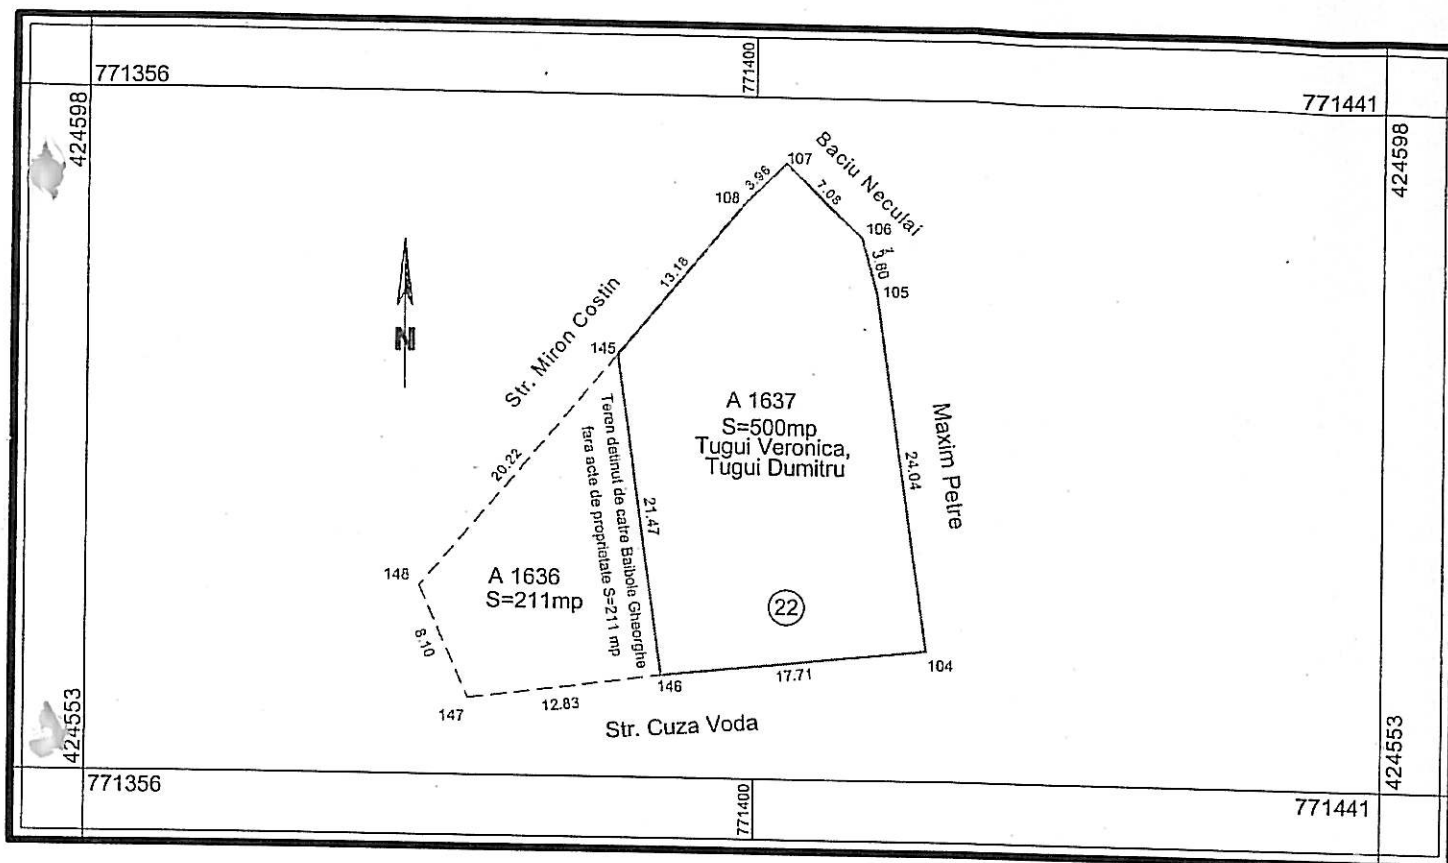 771356
771400
771441
424598
424598
Baciu Neculai
107
3.96
108
7.08
106
3.80
105
13.18
N
Str. Miron Costin
145
A 1637
S=500mp
Tugui Veronica,
Tugui Dumitru
Maxim Petre
24.04
Teren detinut de catre Baibole Gheorghe
fara acte de proprietate S=211 mp
21.47
20.22
148
A 1636
S=211mp
22
8.10
104
146
17.71
147
12.83
Str. Cuza Voda
424553
424553
771356
771400
771441